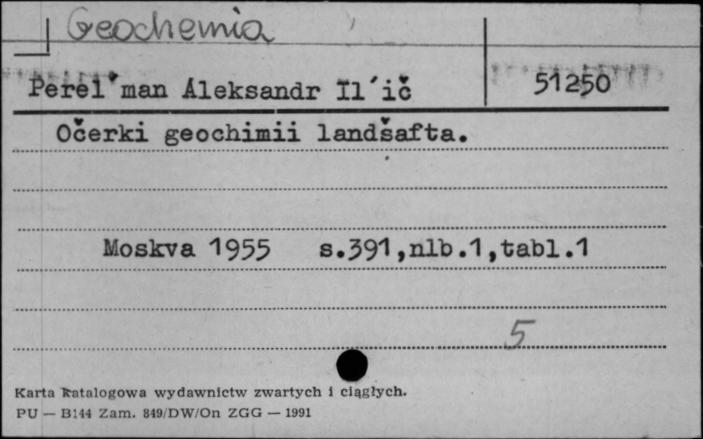 Geochemia
Perel'man Aleksandr Il´ič 51250
Očerki geochimii landšafta.
Moskva 1955 s.391,nlb.1,tabl.1
5
Karta katalogowa wydawnictw zwartych i ciągłych.
PU — B144 Zam. 849/DW/On ZGG — 1991